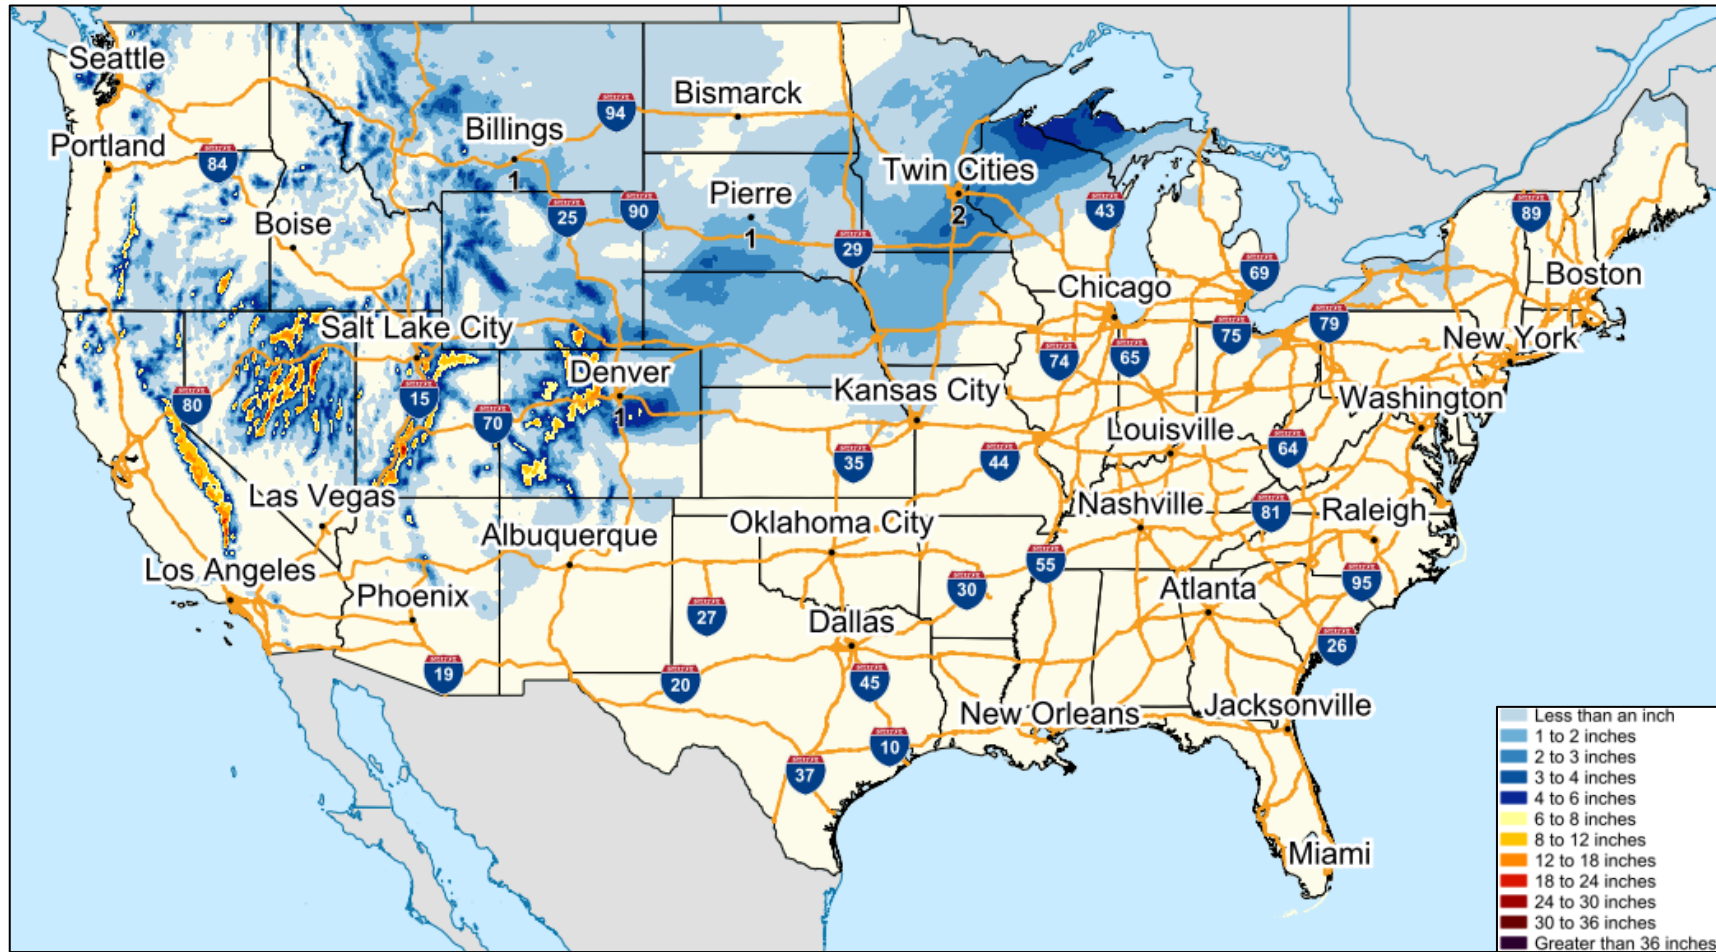 Seattle
Bismarck
94
Billings
Portland
84
Twin Cities
1
Pierre
25
90
43
2
89
Boise
1
29
69
Boston
Chicago
Salt Lake City
79
75
New York
74
65
Denver
Kansas City
Washington
80
15
1
70
Louisville
64
35
44
Las Vegas
Nashville
81
Raleigh
Oklahoma City
Albuquerque
55
Los Angeles
95
Phoenix
30
Atlanta
27
Dallas
26
19
20
45
New Orleans
Jacksonville
10
37
Miami
Less than an inch
1 to 2 inches
2 to 3 inches
3 to 4 inches
4 to 6 inches
6 to 8 inches
8 to 12 inches
12 to 18 inches
18 to 24 inches
24 to 30 inches
30 to 36 inches
Greater than 36 inches